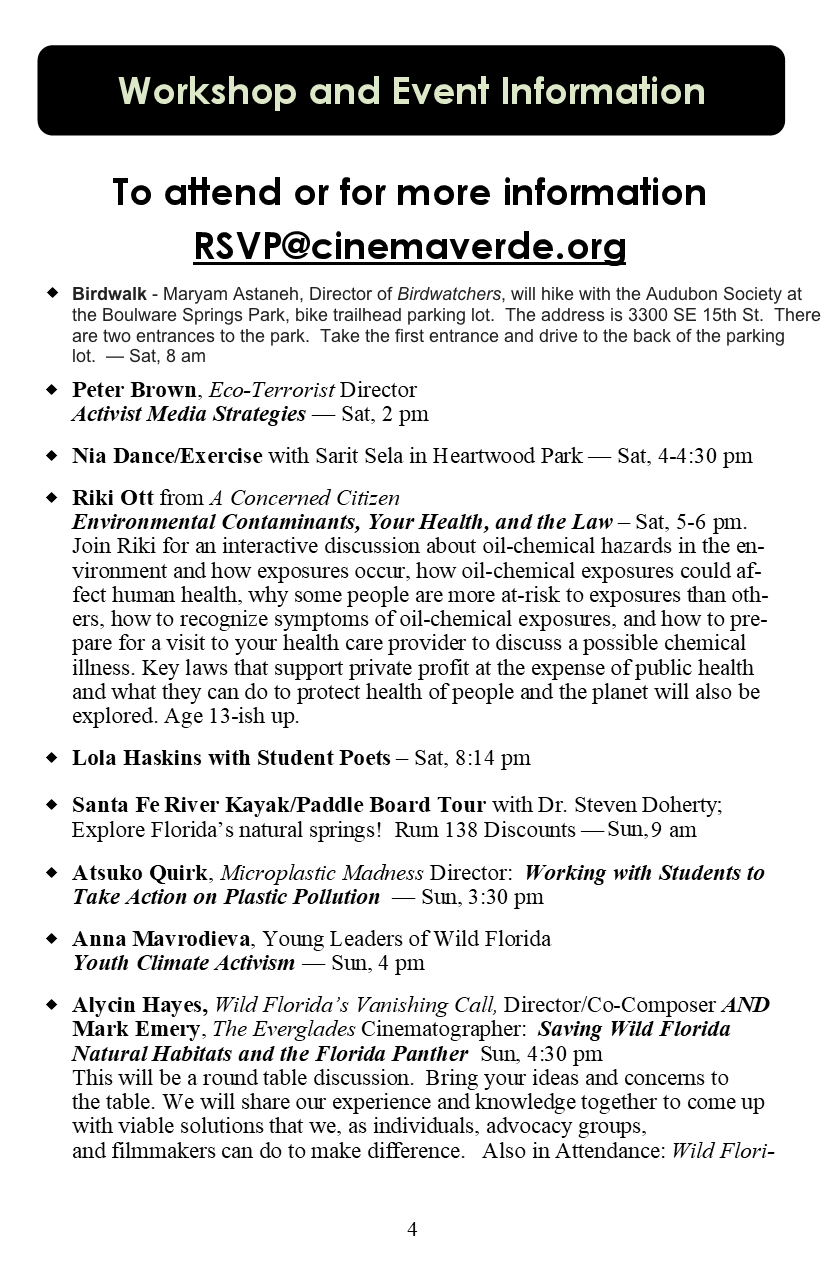 Workshop and Event Information
To attend or for more information
RSVP@cinemaverde.org
◆ Birdwalk - Maryam Astaneh, Director of Birdwatchers, will hike with the Audubon Society at
the Boulware Springs Park, bike trailhead parking lot.  The address is 3300 SE 15th St.  There
are two entrances to the park.  Take the first entrance and drive to the back of the parking
lot.  — Sat, 8 am
◆ Peter Brown, Eco-Terrorist Director
Activist Media Strategies — Sat, 2 pm
◆ Nia Dance/Exercise with Sarit Sela in Heartwood Park — Sat, 4-4:30 pm
◆ Riki Ott from A Concerned Citizen
Environmental Contaminants, Your Health, and the Law – Sat, 5-6 pm.
Join Riki for an interactive discussion about oil-chemical hazards in the en-
vironment and how exposures occur, how oil-chemical exposures could af-
fect human health, why some people are more at-risk to exposures than oth-
ers, how to recognize symptoms of oil-chemical exposures, and how to pre-
pare for a visit to your health care provider to discuss a possible chemical
illness. Key laws that support private profit at the expense of public health
and what they can do to protect health of people and the planet will also be
explored. Age 13-ish up.
◆ Lola Haskins with Student Poets – Sat, 8:14 pm
◆ Santa Fe River Kayak/Paddle Board Tour with Dr. Steven Doherty;
Explore Florida's natural springs!  Rum 138 Discounts — Sun, 9 am
◆ Atsuko Quirk, Microplastic Madness Director:  Working with Students to
Take Action on Plastic Pollution  — Sun, 3:30 pm
◆ Anna Mavrodieva, Young Leaders of Wild Florida
Youth Climate Activism — Sun, 4 pm
◆ Alycin Hayes, Wild Florida's Vanishing Call, Director/Co-Composer AND
Mark Emery, The Everglades Cinematographer:  Saving Wild Florida
Natural Habitats and the Florida Panther  Sun, 4:30 pm
This will be a round table discussion.  Bring your ideas and concerns to
the table. We will share our experience and knowledge together to come up
with viable solutions that we, as individuals, advocacy groups,
and filmmakers can do to make difference.   Also in Attendance: Wild Flori-
4